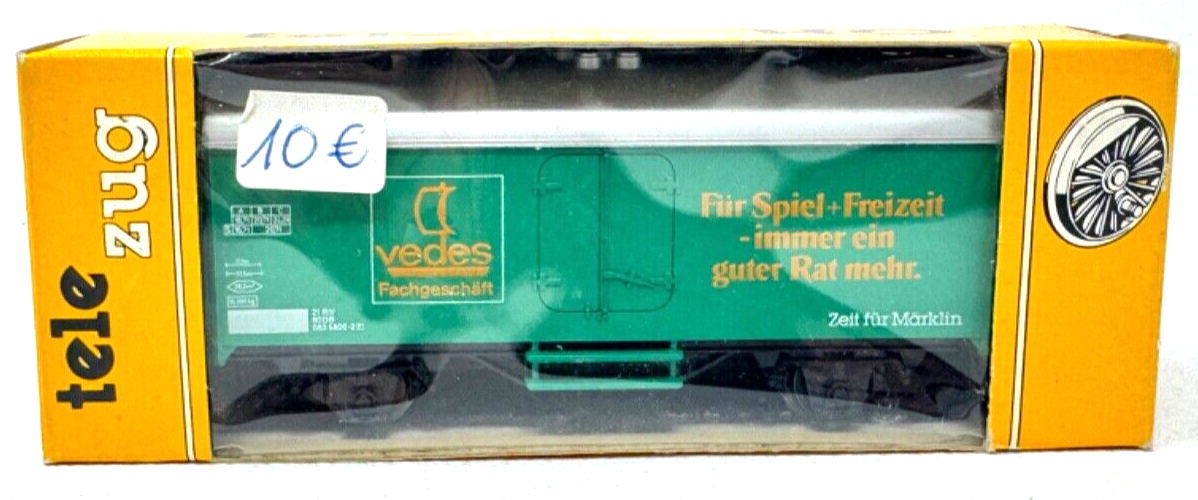 tele
zug
10 €
A B C
vedes
Fachgeschäft
Für Spiel+Freizeit
-immer ein
guter Rat mehr.
Zeit für Märklin